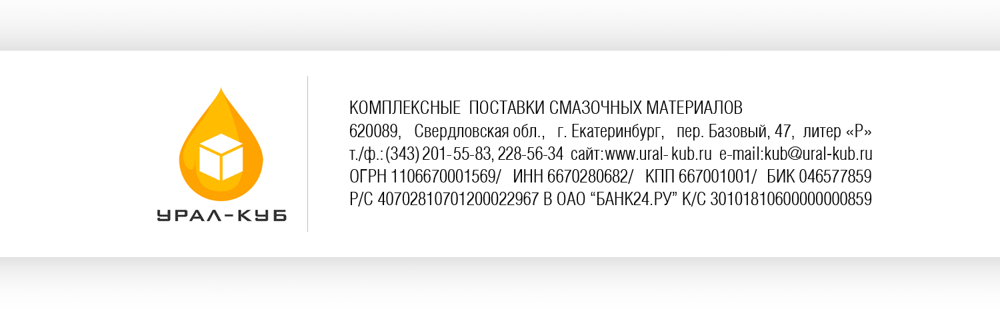 УРАЛ-КУБ
КОМПЛЕКСНЫЕ ПОСТАВКИ СМАЗОЧНЫХ МАТЕРИАЛОВ
620089, Свердловская обл., г. Екатеринбург, пер. Базовый, 47, литер «Р»
т./ф.: (343) 201-55-83, 228-56-34 сайт: www.ural-kub.ru e-mail:kub@ural-kub.ru
ОГРН 1106670001569/ ИНН 6670280682/ КПП 667001001/ БИК 046577859
Р/С 40702810701200022967 В ОАО “БАНК24.РУ” К/С 30101810600000000859